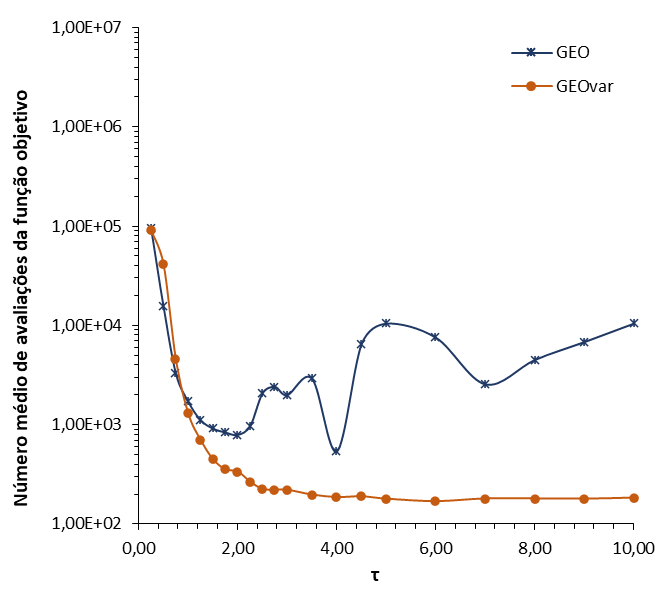 1,00E+07
1,00E+06
1,00E+05
1,00E+04
1,00E+03
1,00E+02
Número médio de avaliações da função objetivo
GEO
GEOvar
0,00 2,00 4,00 6,00 8,00 10,00
τ